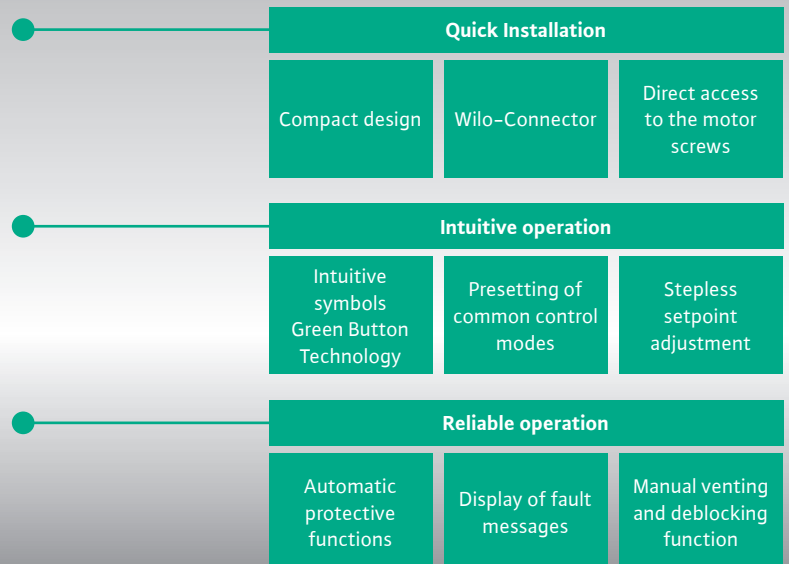 Quick Installation
Compact design
Wilo-Connector
Direct access
to the motor
screws
Intuitive operation
Intuitive
symbols
Green Button
Technology
Presetting of
common control
modes
Stepless
setpoint
adjustment
Reliable operation
Automatic
protective
functions
Display of fault
messages
Manual venting
and deblocking
function